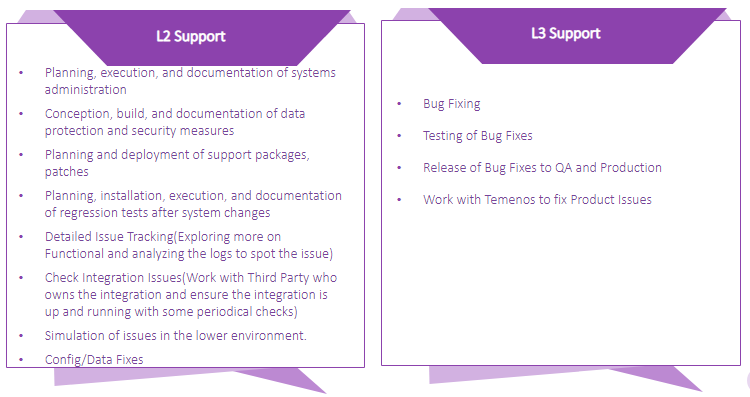 L2 Support
• Planning, execution, and documentation of systems
administration
• Conception, build, and documentation of data
protection and security measures
• Planning and deployment of support packages,
patches
• Planning, installation, execution, and documentation
of regression tests after system changes
• Detailed Issue Tracking(Exploring more on
Functional and analyzing the logs to spot the issue)
• Check Integration Issues(Work with Third Party who
owns the integration and ensure the integration is
up and running with some periodical checks)
• Simulation of issues in the lower environment.
• Config/Data Fixes
L3 Support
• Bug Fixing
• Testing of Bug Fixes
• Release of Bug Fixes to QA and Production
• Work with Temenos to fix Product Issues